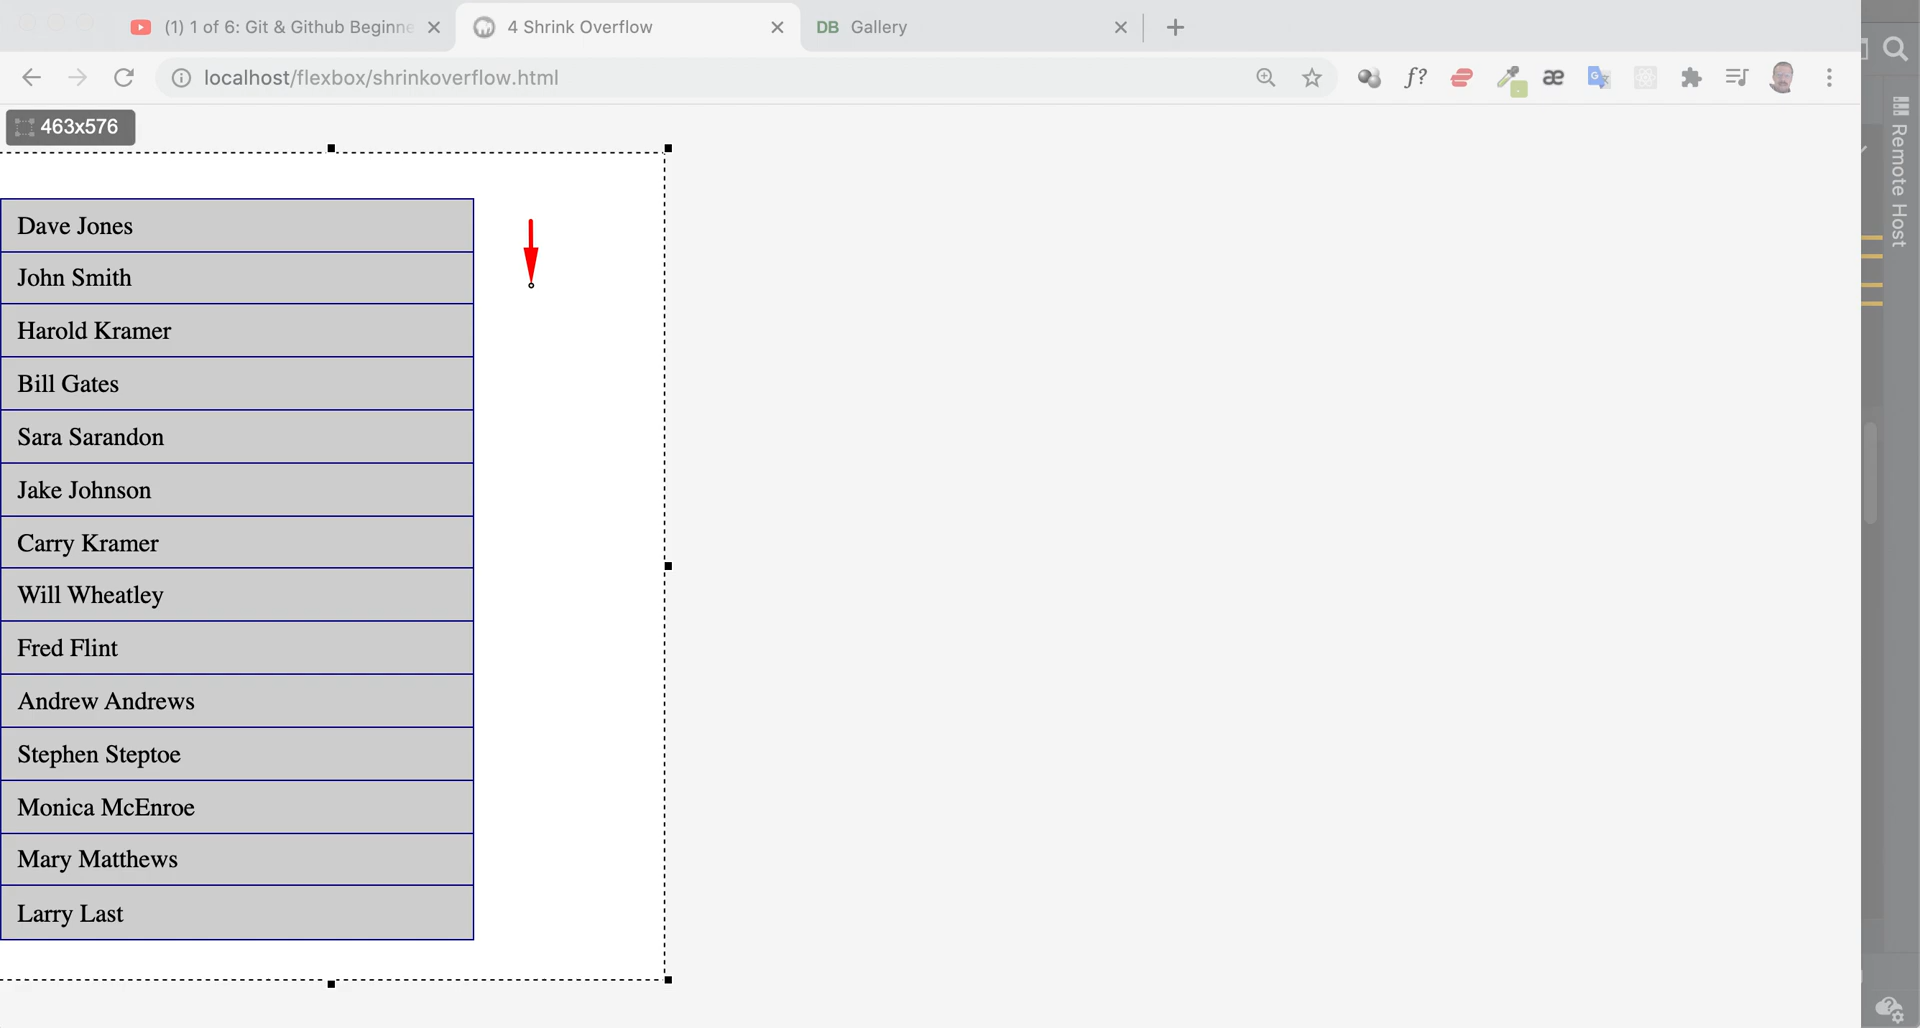 (1) 1 of 6: Git & Github Beginne
4 Shrink Overflow
DB Gallery
localhost/flexbox/shrinkoverflow.html
f?
æ
463x576
Remote Host
Dave Jones
John Smith
Harold Kramer
Bill Gates
Sara Sarandon
Jake Johnson
Carry Kramer
Will Wheatley
Fred Flint
Andrew Andrews
Stephen Steptoe
Monica McEnroe
Mary Matthews
Larry Last